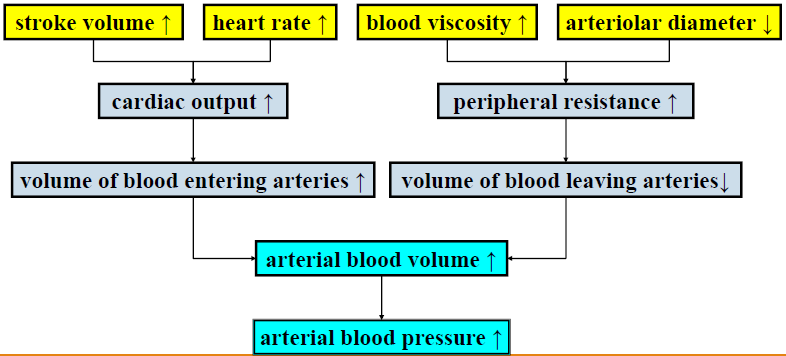 stroke volume ↑
heart rate ↑
blood viscosity ↑
arteriolar diameter ↓
cardiac output ↑
peripheral resistance ↑
volume of blood entering arteries ↑
volume of blood leaving arteries↓
arterial blood volume ↑
arterial blood pressure ↑